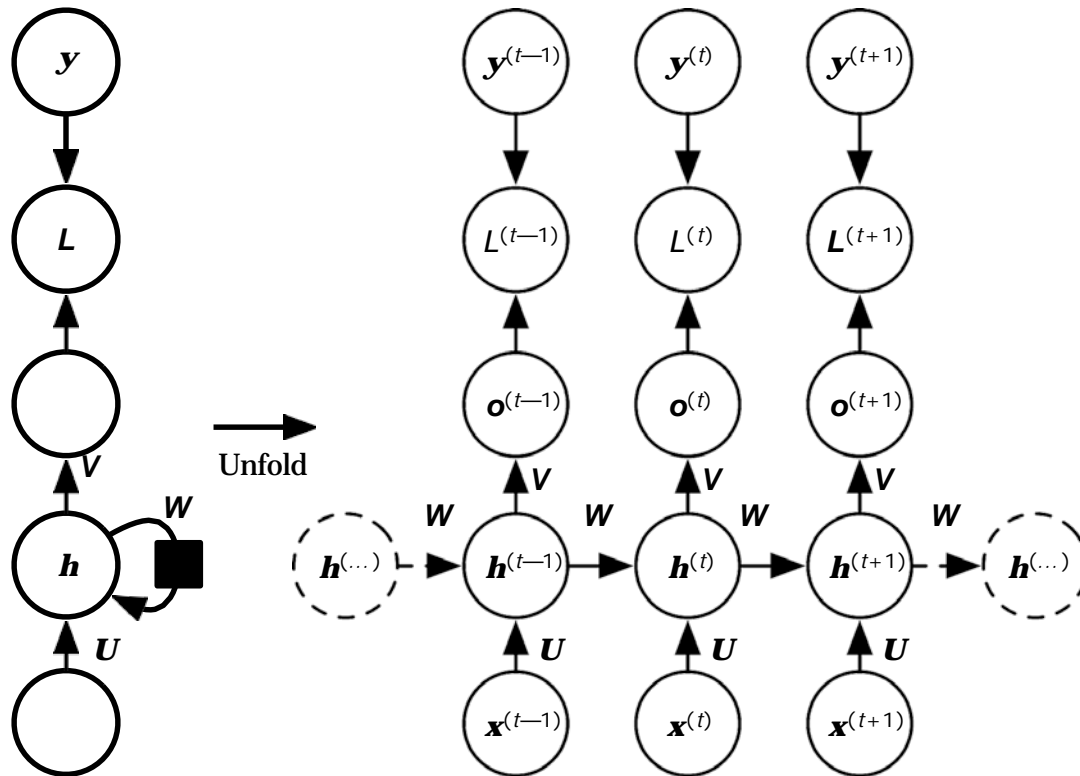 y y(t—1) y(t) y(t+1)
L L(t—1) L(t) L(t+1)
o(t—1) o(t) o(t+1)
Unfold
V V V V
W W W W W
h h(...) h(t—1) h(t) h(t+1) h(...)
U U U U
x(t—1) x(t) x(t+1)